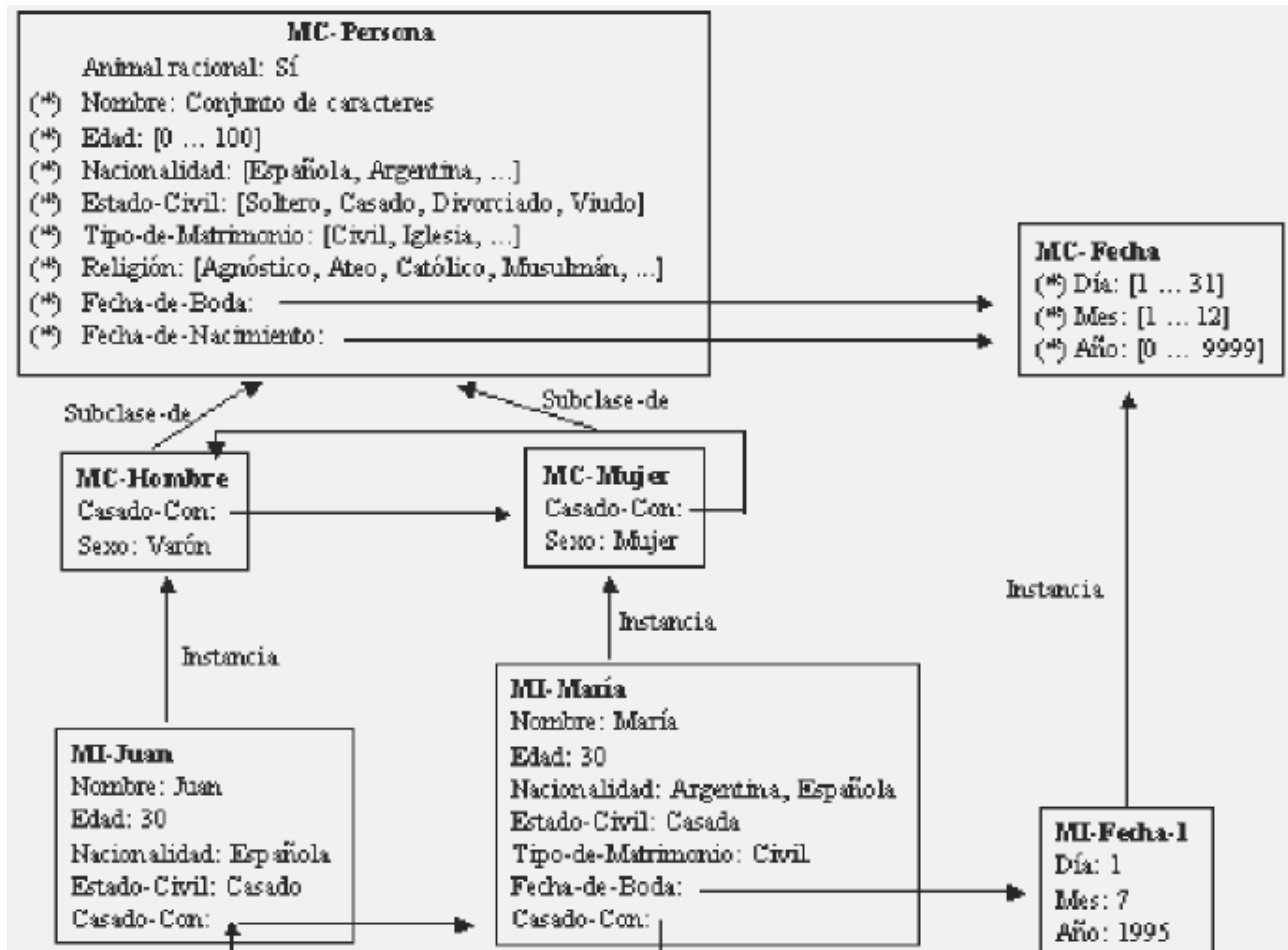 MC-Persona
Animal racional: Sí
(*) Nombre: Conjunto de caracteres
(*) Edad: [0 ... 100]
(*) Nacionalidad: [Española, Argentina, ...]
(*) Estado-Civil: [Soltero, Casado, Divorciado, Viudo]
(*) Tipo-de-Matrimonio: [Civil, Iglesia, ...]
(*) Religión: [Agnóstico, Ateo, Católico, Musulmán, ...]
(*) Fecha-de-Boda:
(*) Fecha-de-Nacimiento:
MC-Fecha
(*) Día: [1 ... 31]
(*) Mes: [1 ... 12]
(*) Año: [0 ... 9999]
Subclase-de
Subclase-de
MC-Hombre
Casado-Con:
Sexo: Varón
MC-Mujer
Casado-Con:
Sexo: Mujer
Instancia
Instancia
Instancia
MI-Juan
Nombre: Juan
Edad: 30
Nacionalidad: Española
Estado-Civil: Casado
Casado-Con:
MI-María
Nombre: María
Edad: 30
Nacionalidad: Argentina, Española
Estado-Civil: Casada
Tipo-de-Matrimonio: Civil
Fecha-de-Boda:
Casado-Con:
MI-Fecha-1
Día: 1
Mes: 7
Año: 1995